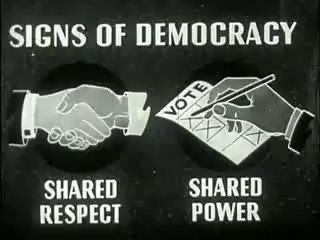 SIGNS OF DEMOCRACY
VOTE
SHARED
RESPECT
SHARED
POWER